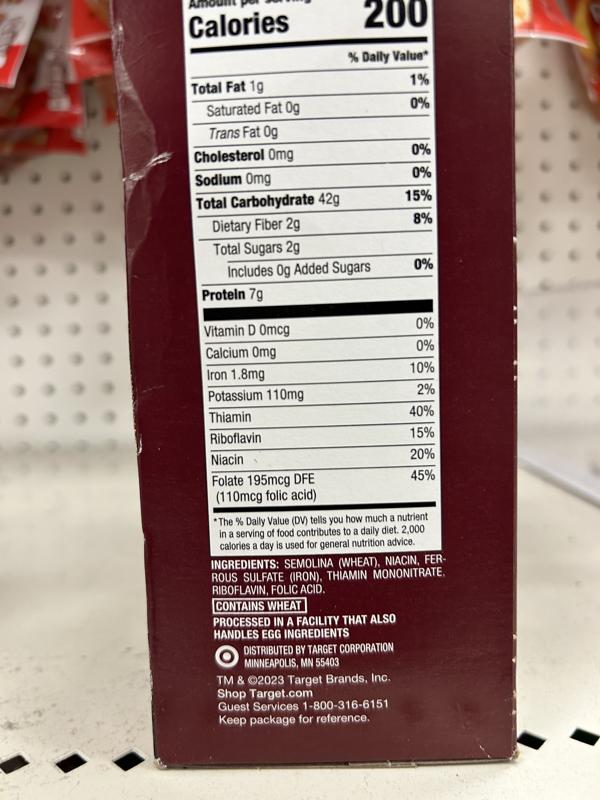 Amount per serving
Calories 200
% Daily Value*
Total Fat 1g 1%
Saturated Fat 0g 0%
Trans Fat 0g
Cholesterol 0mg 0%
Sodium 0mg 0%
Total Carbohydrate 42g 15%
Dietary Fiber 2g 8%
Total Sugars 2g
Includes 0g Added Sugars 0%
Protein 7g
Vitamin D 0mcg 0%
Calcium 0mg 0%
Iron 1.8mg 10%
Potassium 110mg 2%
Thiamin 40%
Riboflavin 15%
Niacin 20%
Folate 195mcg DFE 45%
(110mcg folic acid)
*The % Daily Value (DV) tells you how much a nutrient
in a serving of food contributes to a daily diet. 2,000
calories a day is used for general nutrition advice.
INGREDIENTS: SEMOLINA (WHEAT), NIACIN, FER-
ROUS SULFATE (IRON), THIAMIN MONONITRATE,
RIBOFLAVIN, FOLIC ACID.
CONTAINS WHEAT
PROCESSED IN A FACILITY THAT ALSO
HANDLES EGG INGREDIENTS
DISTRIBUTED BY TARGET CORPORATION
MINNEAPOLIS, MN 55403
TM & ©2023 Target Brands, Inc.
Shop Target.com
Guest Services 1-800-316-6151
Keep package for reference.